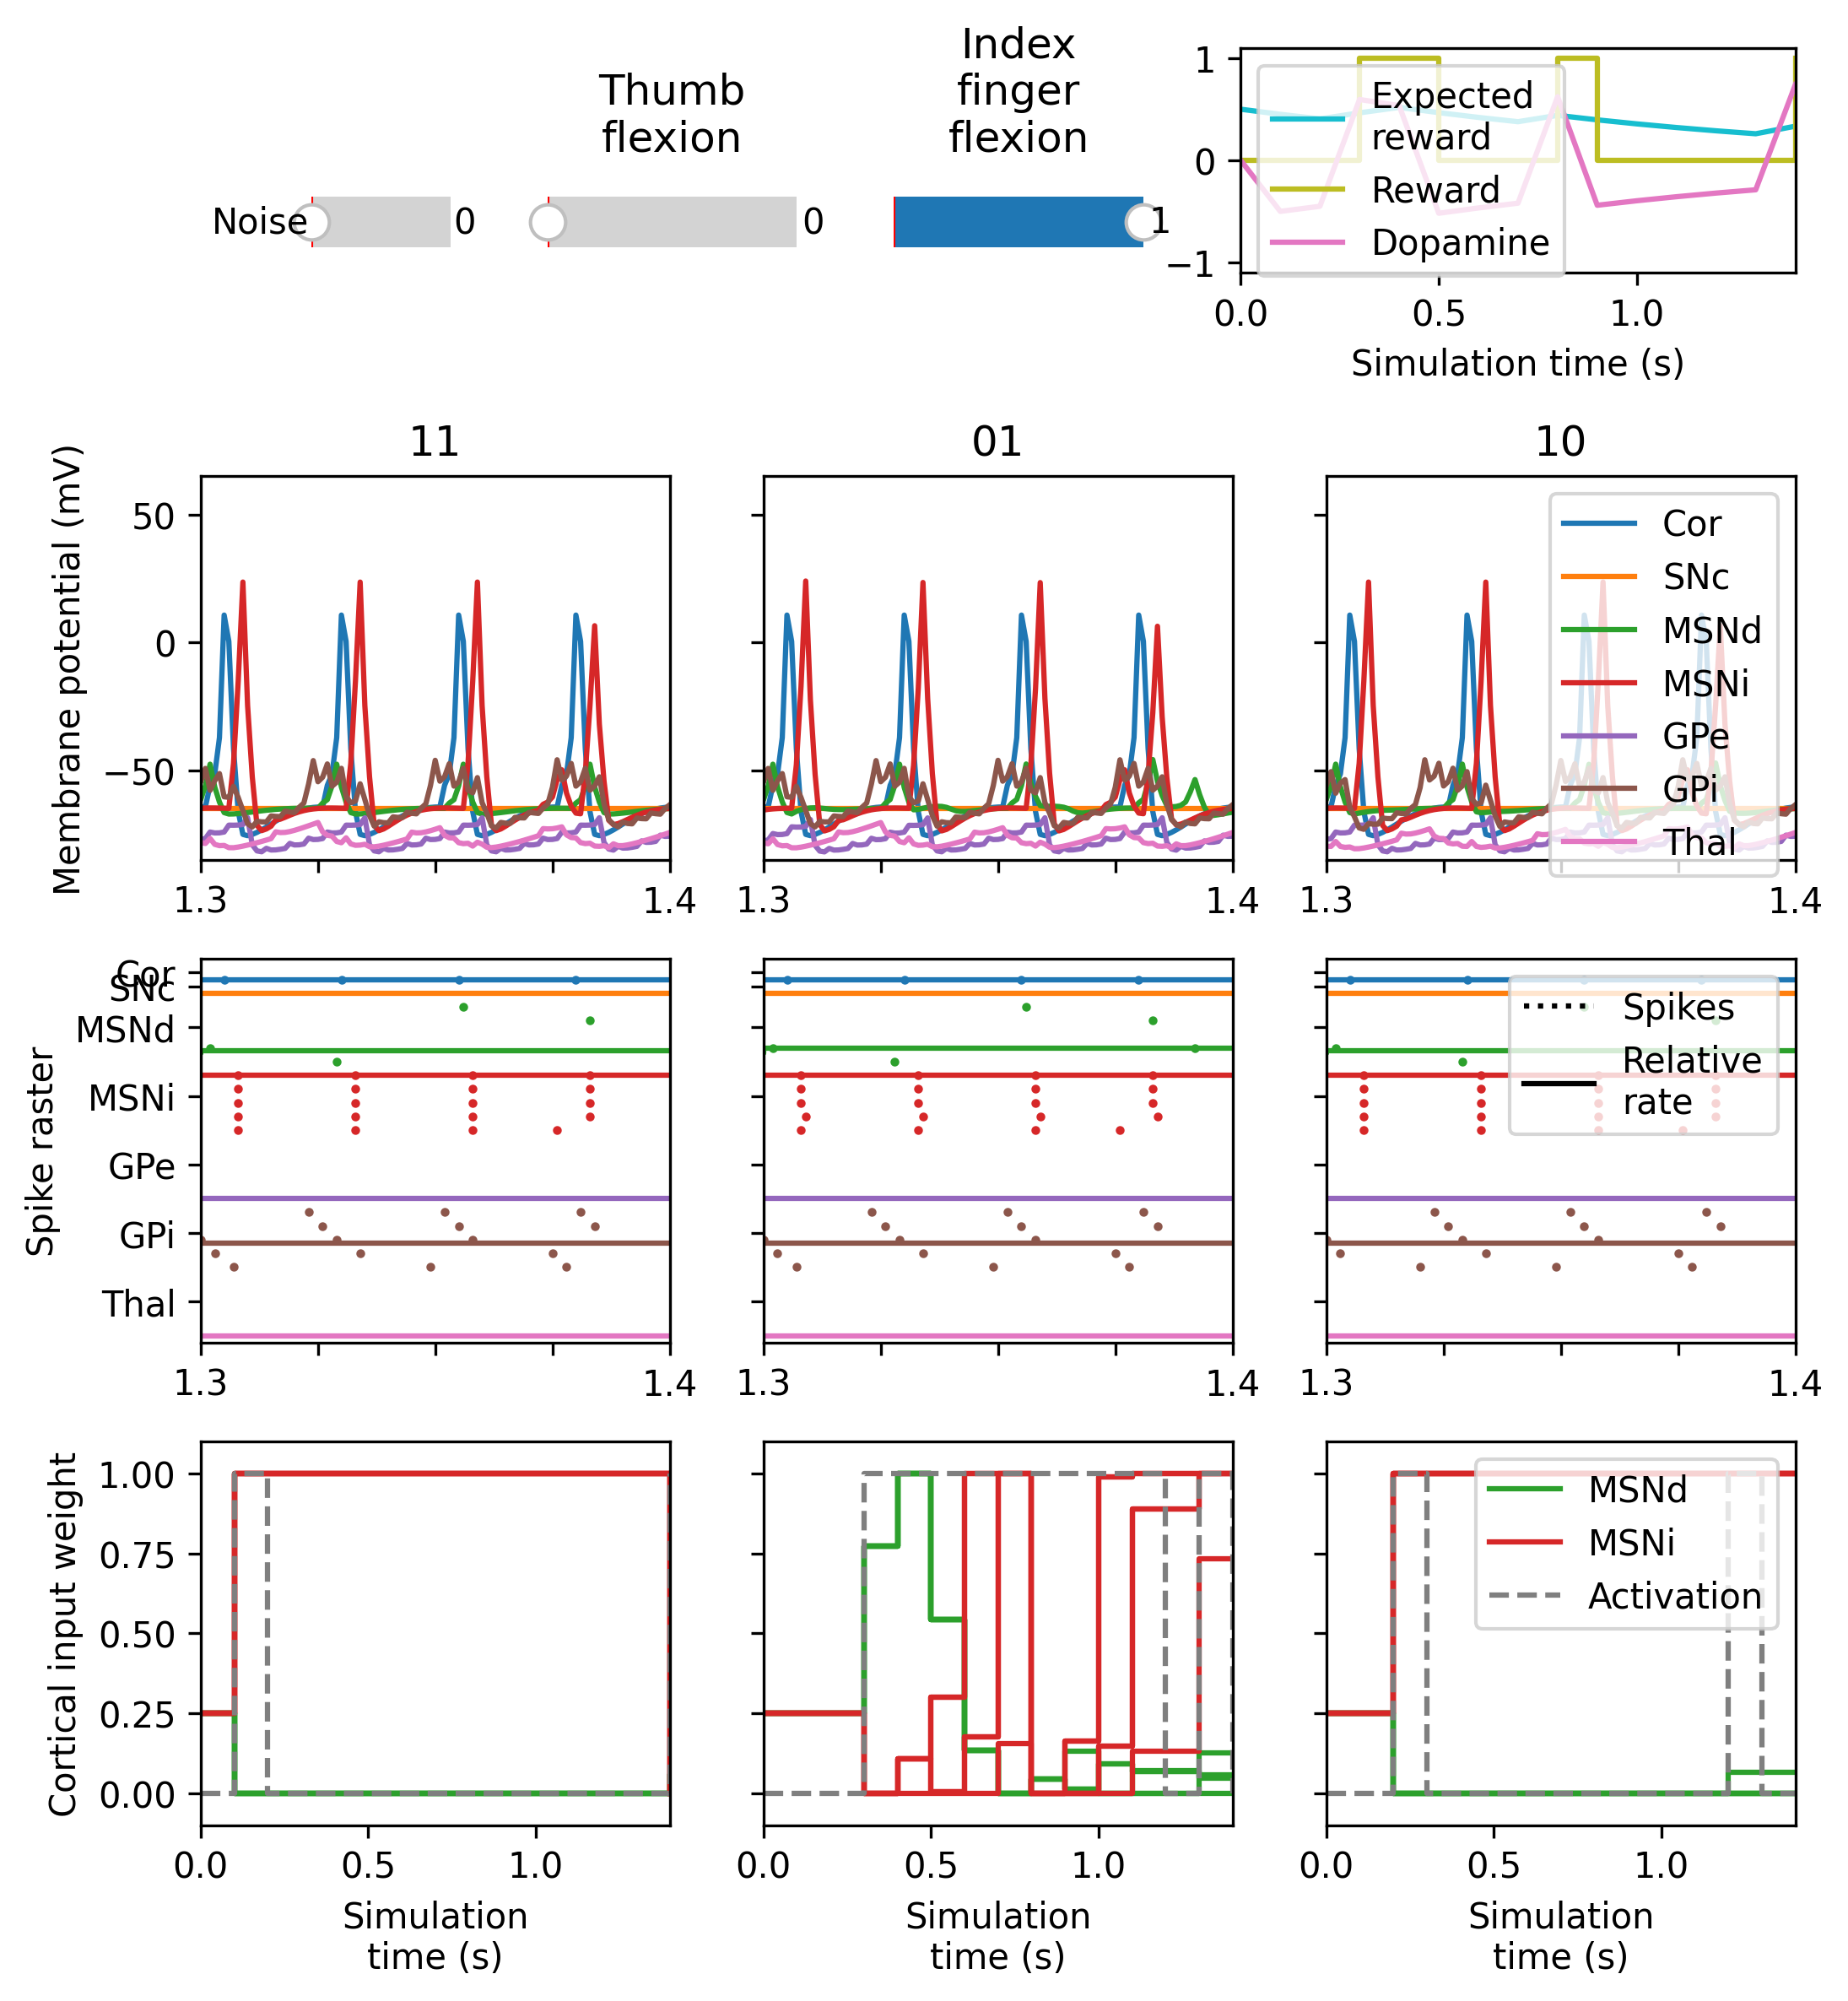 Thumb
flexion
Index
finger
flexion
Noise
0
0
1
1
0
−1
Expected
reward
Reward
Dopamine
0.0
0.5
1.0
Simulation time (s)
11
01
10
Membrane potential (mV)
50
0
−50
Cor
SNc
MSNd
MSNi
GPe
GPi
Thal
1.3
1.4
1.3
1.4
1.3
1.4
Spike raster
Cor
SNc
MSNd
MSNi
GPe
GPi
Thal
Spikes
Relative
rate
1.3
1.4
1.3
1.4
1.3
1.4
Cortical input weight
1.00
0.75
0.50
0.25
0.00
MSNd
MSNi
Activation
0.0
0.5
1.0
0.0
0.5
1.0
0.0
0.5
1.0
Simulation
time (s)
Simulation
time (s)
Simulation
time (s)